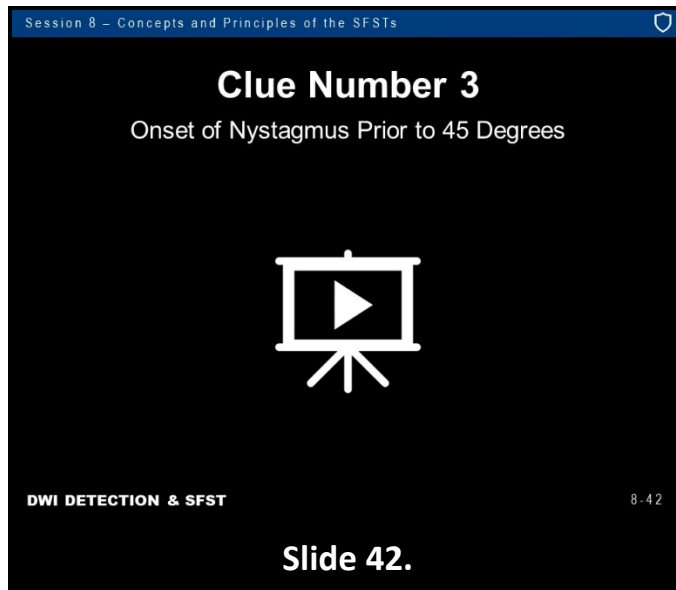 Session 8 – Concepts and Principles of the SFSTs
Clue Number 3
Onset of Nystagmus Prior to 45 Degrees
DWI DETECTION & SFST
8-42
Slide 42.